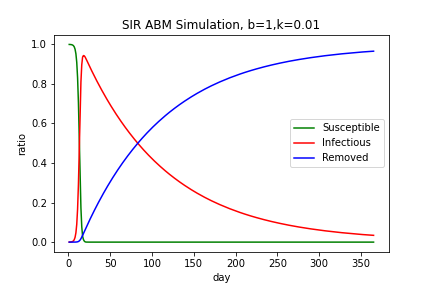 SIR ABM Simulation, b=1,k=0.01
1.0
0.8
0.6
0.4
0.2
0.0
ratio
Susceptible
Infectious
Removed
0 50 100 150 200 250 300 350
day